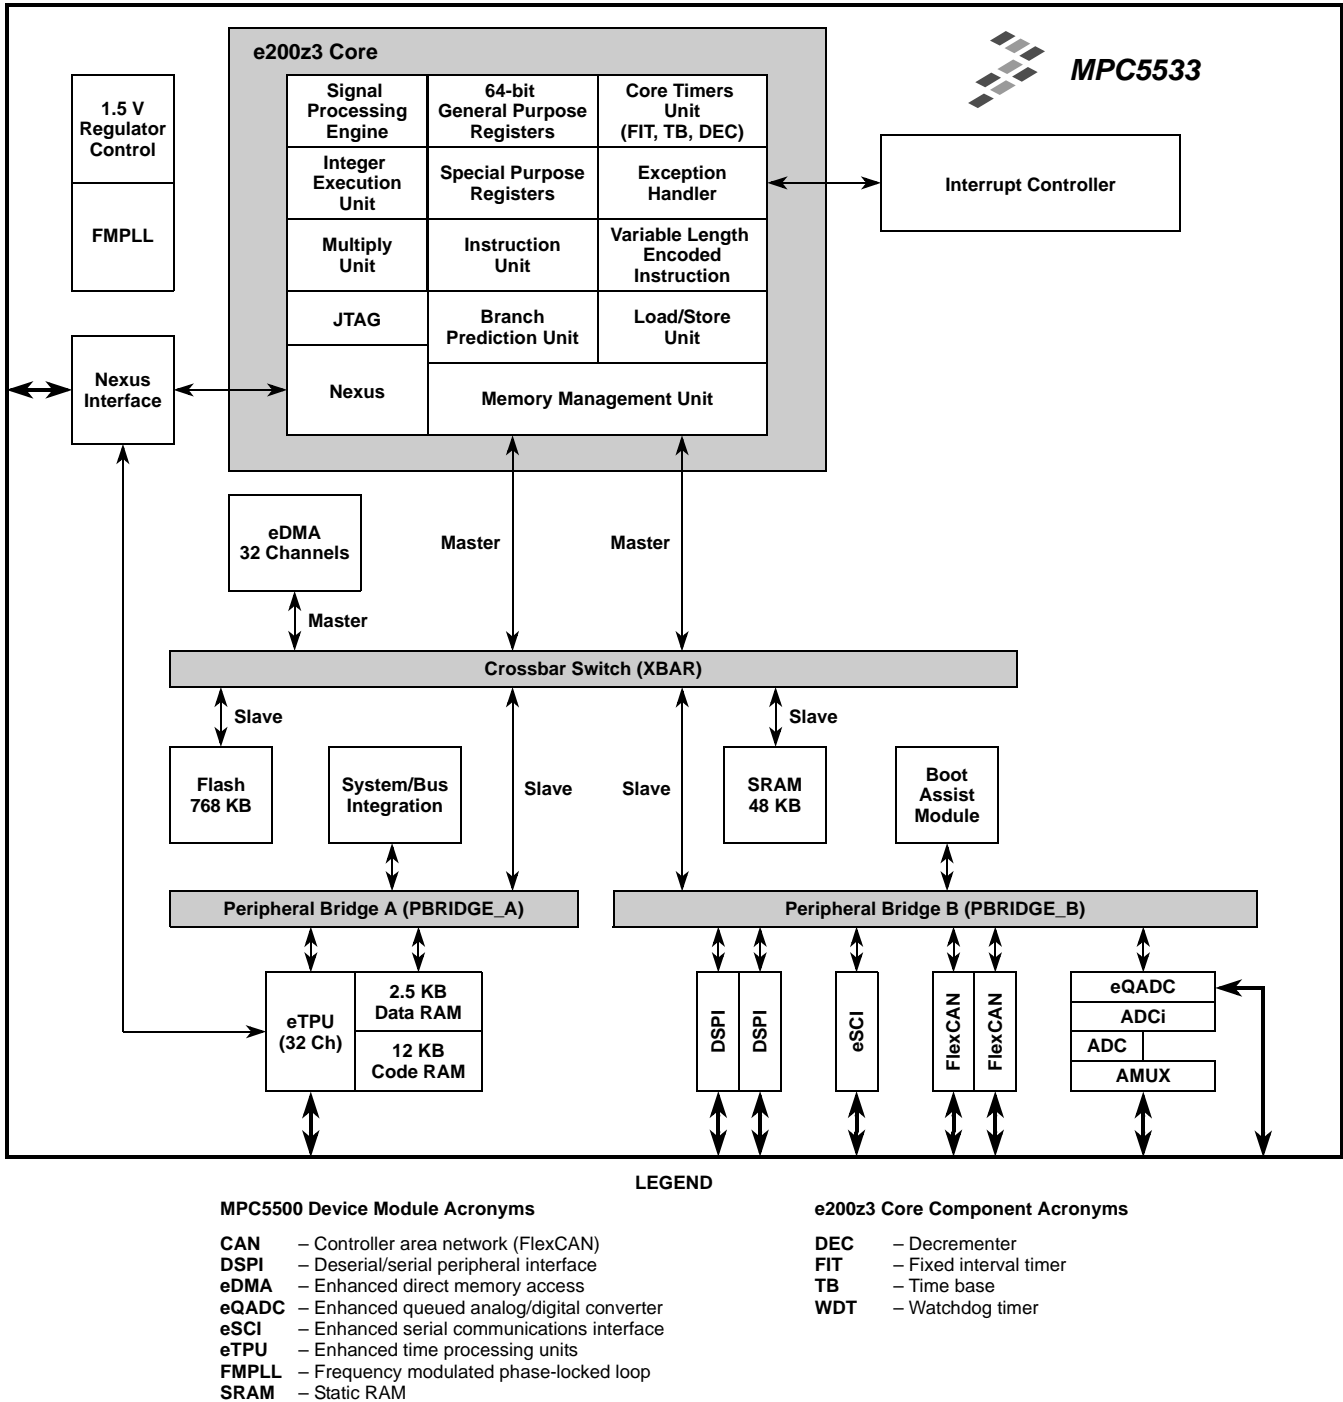 e200z3 Core
MPC5533
1.5 V
Regulator
Control
FMPLL
Signal
Processing
Engine
64-bit
General Purpose
Registers
Core Timers
Unit
(FIT, TB, DEC)
Integer
Execution
Unit
Special Purpose
Registers
Exception
Handler
Interrupt Controller
Multiply
Unit
Instruction
Unit
Variable Length
Encoded
Instruction
JTAG
Branch
Prediction Unit
Load/Store
Unit
Nexus
Interface
Nexus
Memory Management Unit
eDMA
32 Channels
Master
Master
Master
Crossbar Switch (XBAR)
Slave
Slave
Flash
768 KB
System/Bus
Integration
Slave
Slave
SRAM
48 KB
Boot
Assist
Module
Peripheral Bridge A (PBRIDGE_A)
Peripheral Bridge B (PBRIDGE_B)
eTPU
(32 Ch)
2.5 KB
Data RAM
12 KB
Code RAM
DSPI
DSPI
eSCI
FlexCAN
FlexCAN
eQADC
ADCi
ADC
AMUX
LEGEND
MPC5500 Device Module Acronyms
CAN – Controller area network (FlexCAN)
DSPI – Deserial/serial peripheral interface
eDMA – Enhanced direct memory access
eQADC – Enhanced queued analog/digital converter
eSCI – Enhanced serial communications interface
eTPU – Enhanced time processing units
FMPLL – Frequency modulated phase-locked loop
SRAM – Static RAM
e200z3 Core Component Acronyms
DEC – Decrementer
FIT – Fixed interval timer
TB – Time base
WDT – Watchdog timer